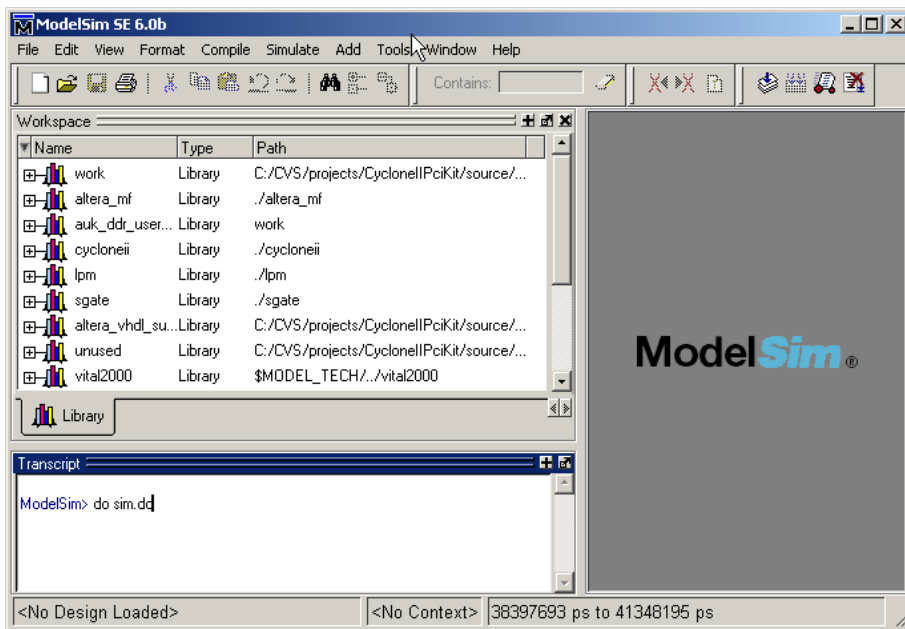 ModelSim SE 6.0b
File Edit View Format Compile Simulate Add Tools Window Help
Contains:
Workspace
Name Type Path
work Library C:/CVS/projects/CycloneIIPciKit/source/...
altera_mf Library ./altera_mf
auk_ddr_user... Library work
cycloneii Library ./cycloneii
lpm Library ./lpm
sgate Library ./sgate
altera_vhdl_su... Library C:/CVS/projects/CycloneIIPciKit/source/...
unused Library C:/CVS/projects/CycloneIIPciKit/source/...
vital2000 Library $MODEL_TECH/../vital2000
Library
ModelSim ®
Transcript
ModelSim> do sim.do
<No Design Loaded> <No Context> 38397693 ps to 41348195 ps